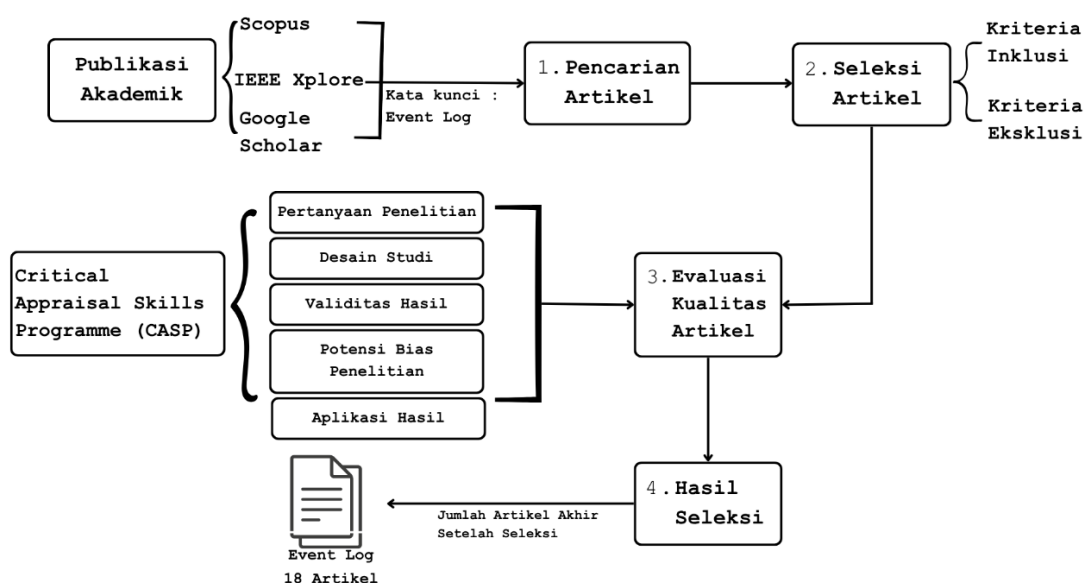 Publikasi
Akademik
Scopus
IEEE Xplore
Google
Scholar
Kata kunci :
Event Log
1. Pencarian
Artikel
2. Seleksi
Artikel
Kriteria
Inklusi
Kriteria
Eksklusi
Critical
Appraisal Skills
Programme (CASP)
Pertanyaan Penelitian
Desain Studi
Validitas Hasil
Potensi Bias
Penelitian
Aplikasi Hasil
3. Evaluasi
Kualitas
Artikel
4. Hasil
Seleksi
Jumlah Artikel Akhir
Setelah Seleksi
Event Log
18 Artikel